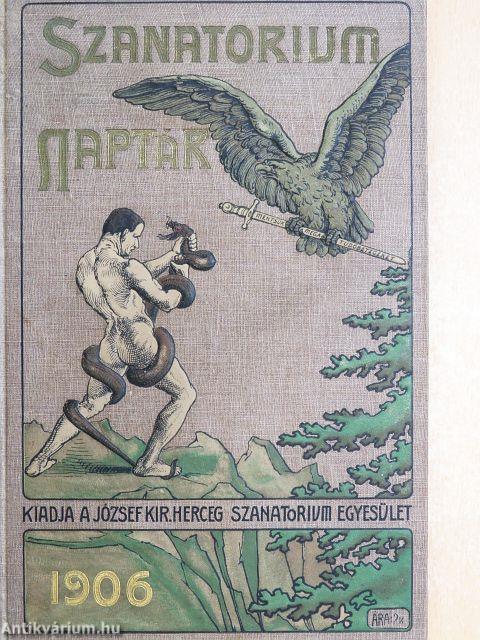 SZANATORIUM
NAPTÁR
KIADJA A JÓZSEF KIR. HERCEG SZANATORIUM EGYESÜLET
1906
Antikvárium.hu